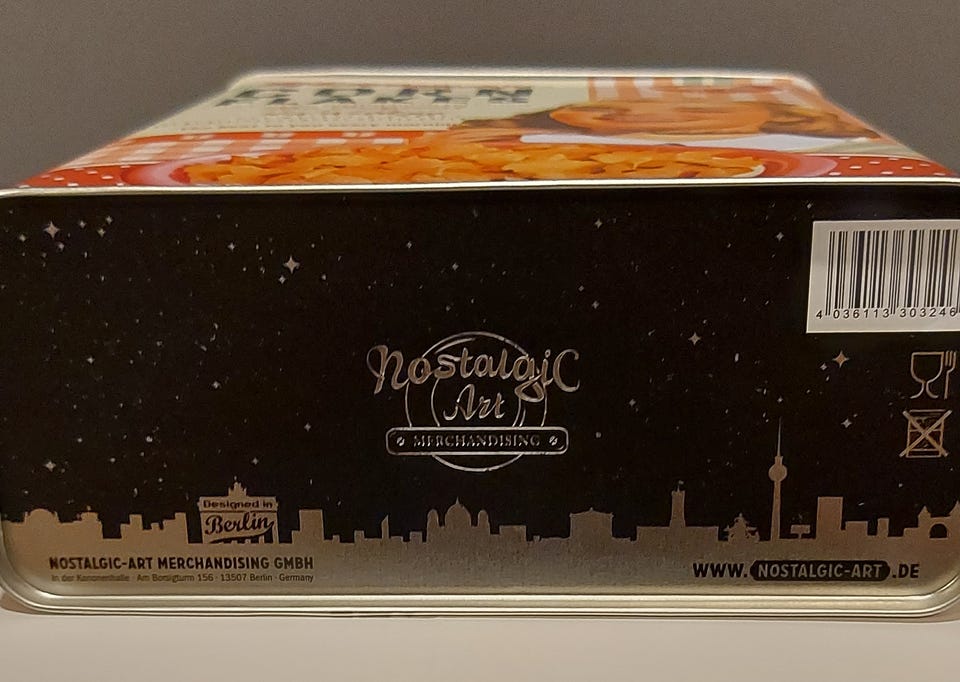 CORN
FLAKES
4 036113 303246
Nostalgic
Art
MERCHANDISING
Designed in
Berlin
NOSTALGIC-ART MERCHANDISING GMBH
In der Kanonenhalle · Am Borsigturm 156 · 13507 Berlin · Germany
WWW. NOSTALGIC-ART .DE